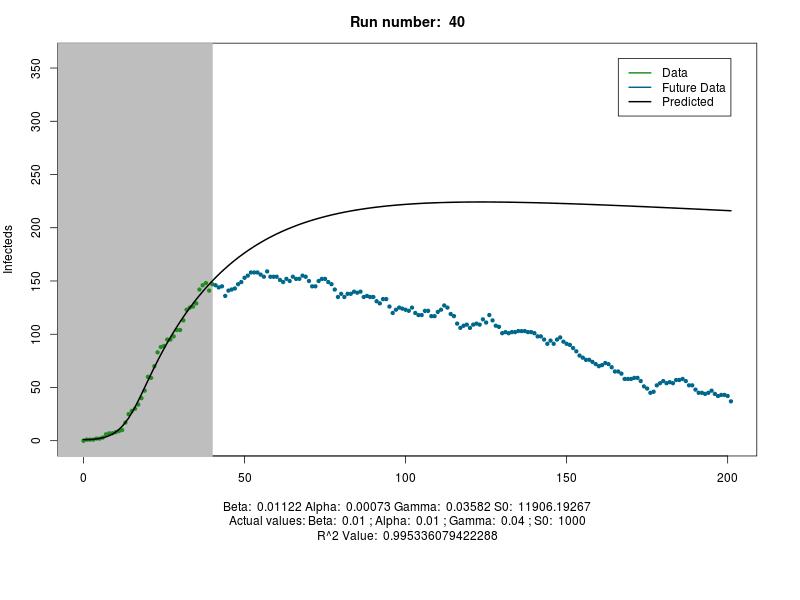 Run number: 40
Data
Future Data
Predicted
Infecteds
350
300
250
200
150
100
50
0
0 50 100 150 200
Beta: 0.01122 Alpha: 0.00073 Gamma: 0.03582 S0: 11906.19267
Actual values: Beta: 0.01 ; Alpha: 0.01 ; Gamma: 0.04 ; S0: 1000
R^2 Value: 0.995336079422288